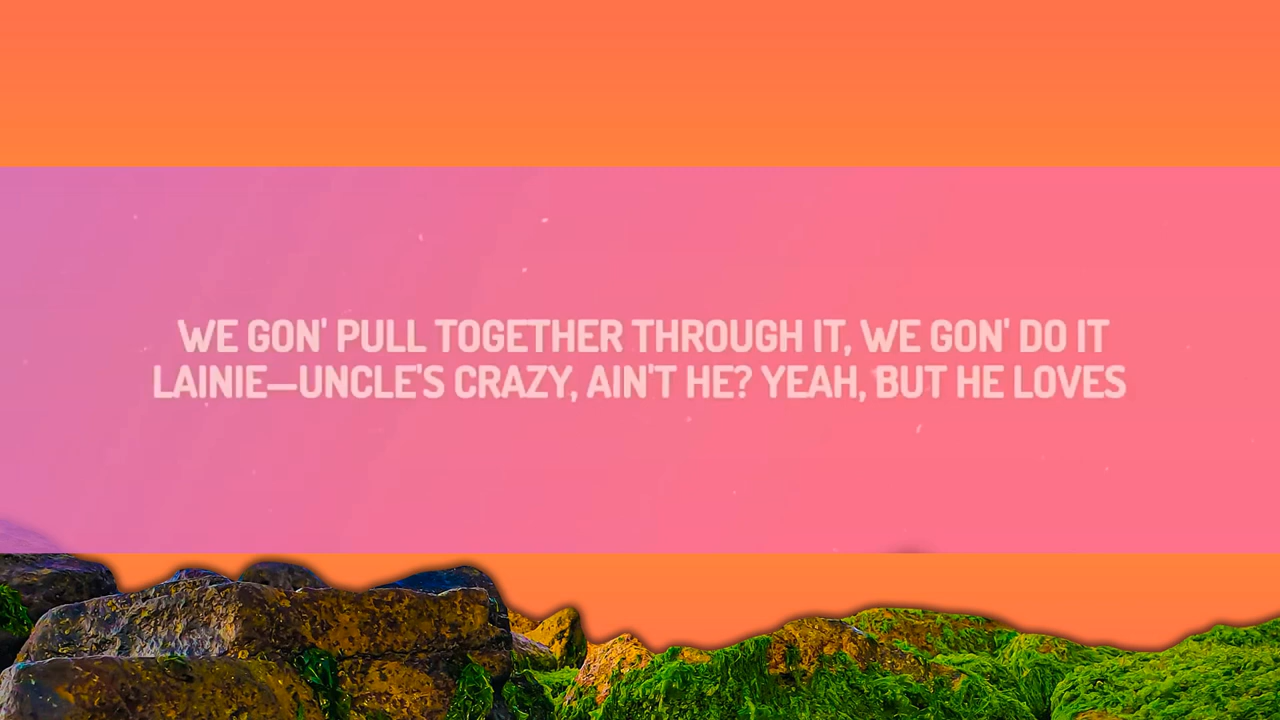 WE GON' PULL TOGETHER THROUGH IT, WE GON' DO IT
LAINIE—UNCLE'S CRAZY, AIN'T HE? YEAH, BUT HE LOVES